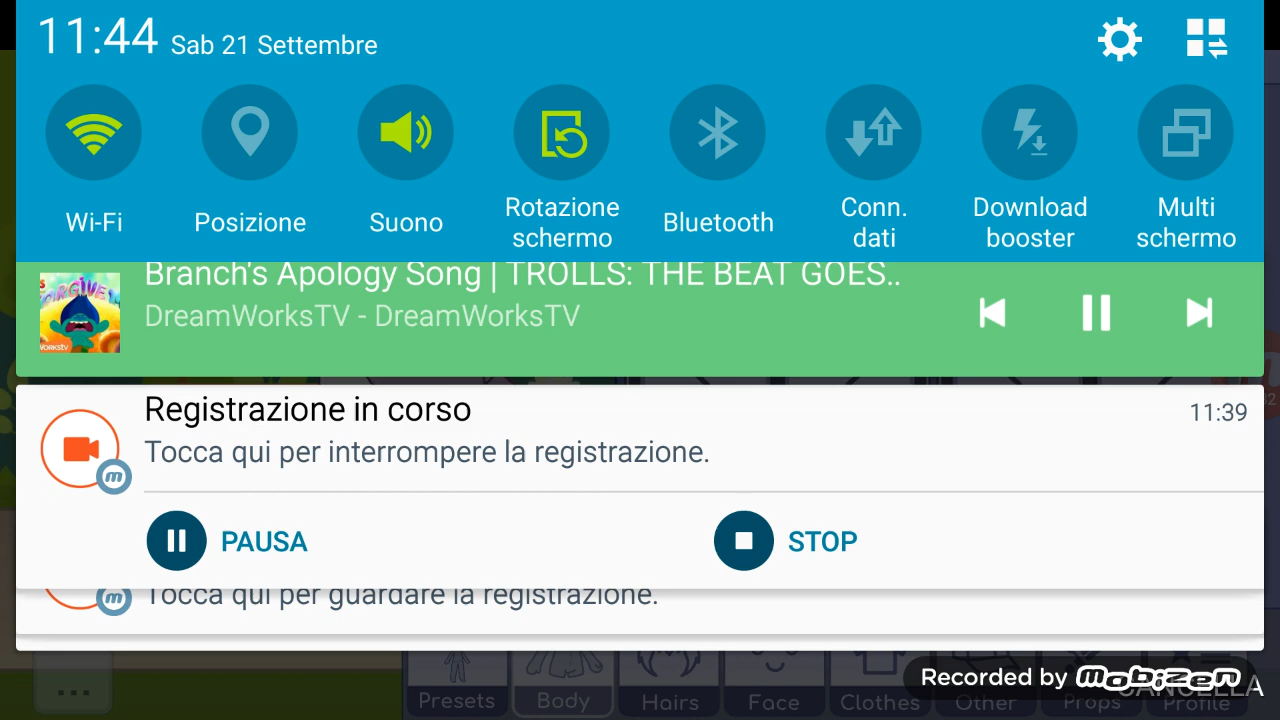 11:44 Sab 21 Settembre
Wi-Fi
Posizione
Suono
Rotazione
schermo
Bluetooth
Conn.
dati
Download
booster
Multi
schermo
Branch's Apology Song | TROLLS: THE BEAT GOES..
DreamWorksTV - DreamWorksTV
Registrazione in corso
11:39
Tocca qui per interrompere la registrazione.
PAUSA
STOP
Tocca qui per guardare la registrazione.
Recorded by mobizen
CANCELLA
Presets
Body
Hairs
Face
Clothes
Other
Props
Profile